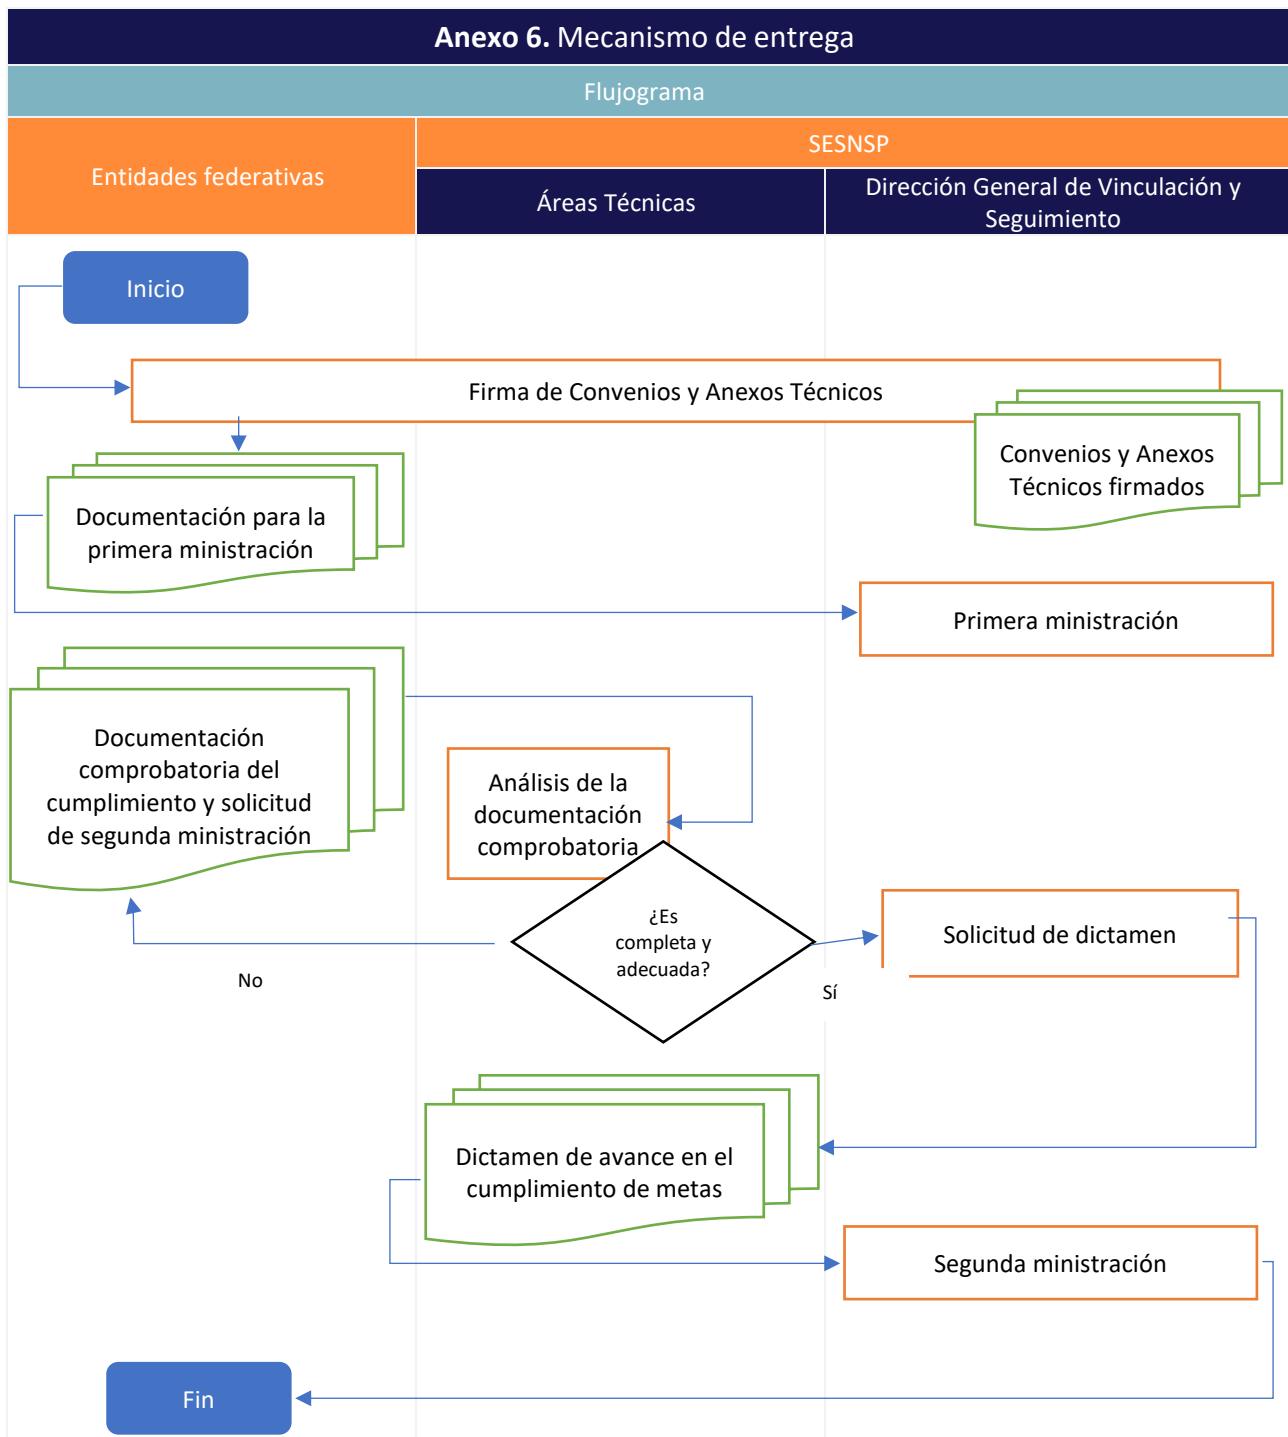 Anexo 6. Mecanismo de entrega
Flujograma
Entidades federativas
SESNSP
Áreas Técnicas
Dirección General de Vinculación y
Seguimiento
Inicio
Firma de Convenios y Anexos Técnicos
Convenios y Anexos
Técnicos firmados
Documentación para la
primera ministración
Primera ministración
Documentación
comprobatoria del
cumplimiento y solicitud
de segunda ministración
Análisis de la
documentación
comprobatoria
¿Es
completa y
adecuada?
No
Sí
Solicitud de dictamen
Dictamen de avance en el
cumplimiento de metas
Segunda ministración
Fin